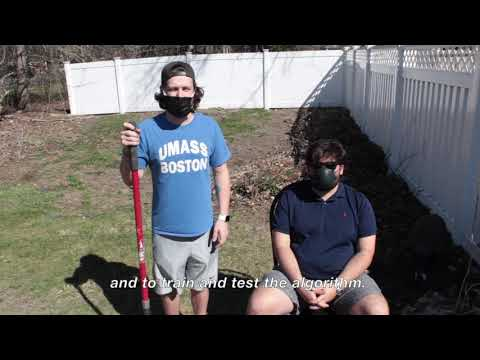 UMASS
BOSTON
and to train and test the algorithm.